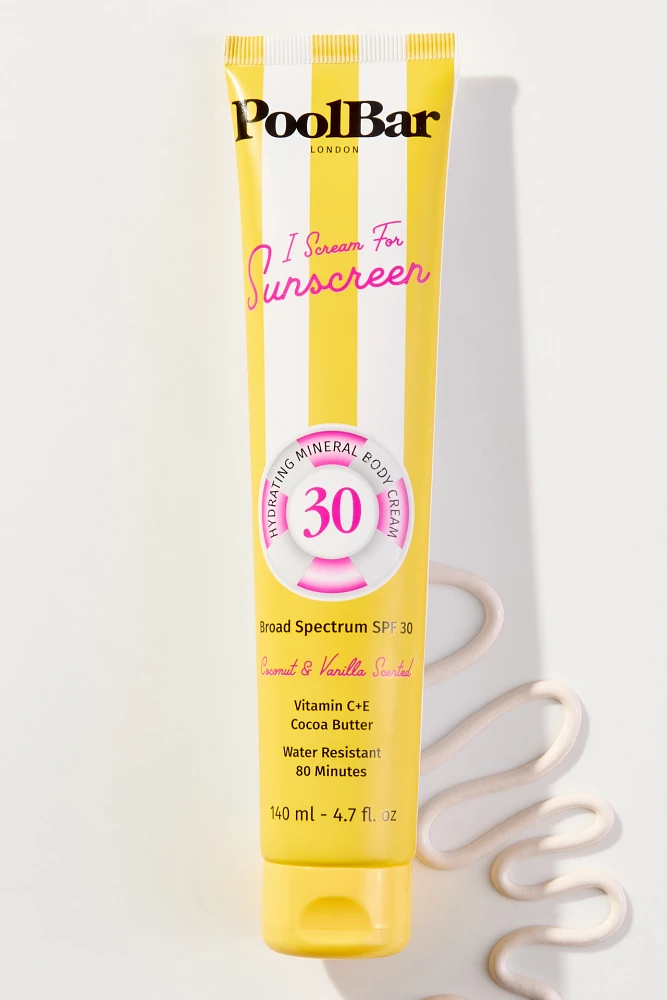 PoolBar
LONDON
I Scream For
Sunscreen
HYDRATING MINERAL BODY CREAM
30
Broad Spectrum SPF 30
Coconut & Vanilla Scented
Vitamin C+E
Cocoa Butter
Water Resistant
80 Minutes
140 ml - 4.7 fl. oz